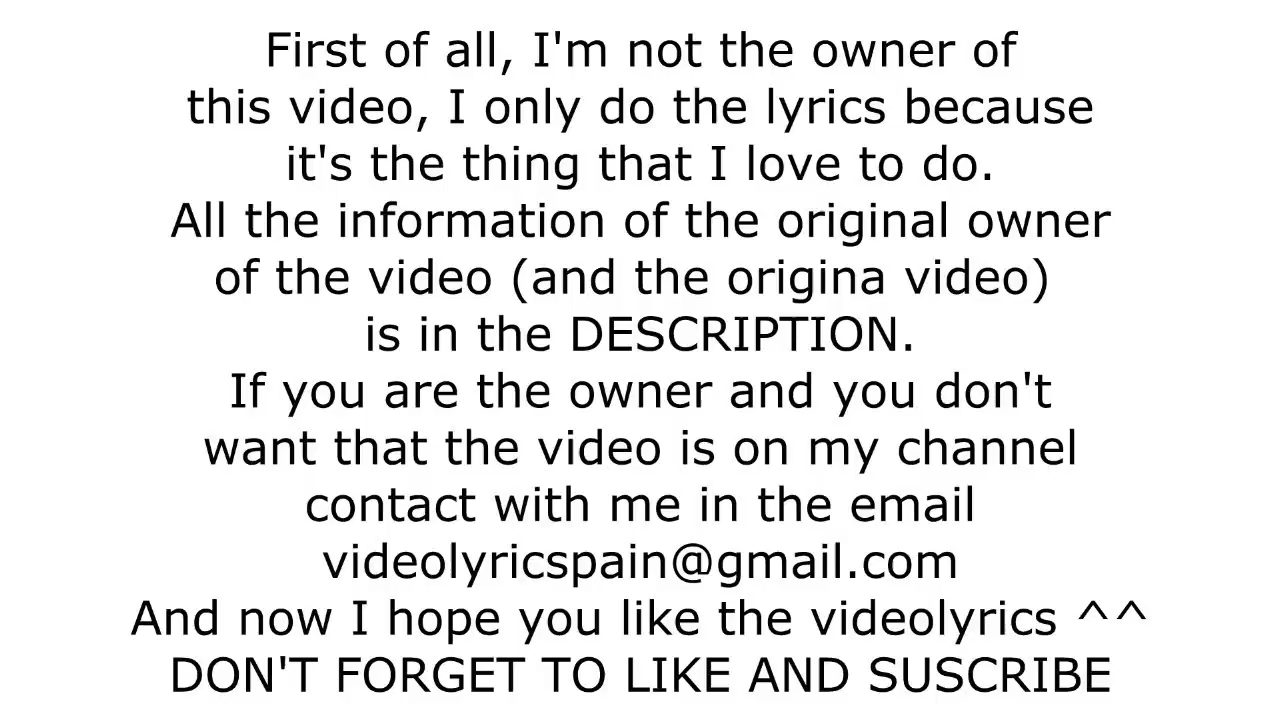 First of all, I'm not the owner of
this video, I only do the lyrics because
it's the thing that I love to do.
All the information of the original owner
of the video (and the origina video)
is in the DESCRIPTION.
If you are the owner and you don't
want that the video is on my channel
contact with me in the email
videolyricspain@gmail.com
And now I hope you like the videolyrics ^^
DON'T FORGET TO LIKE AND SUSCRIBE